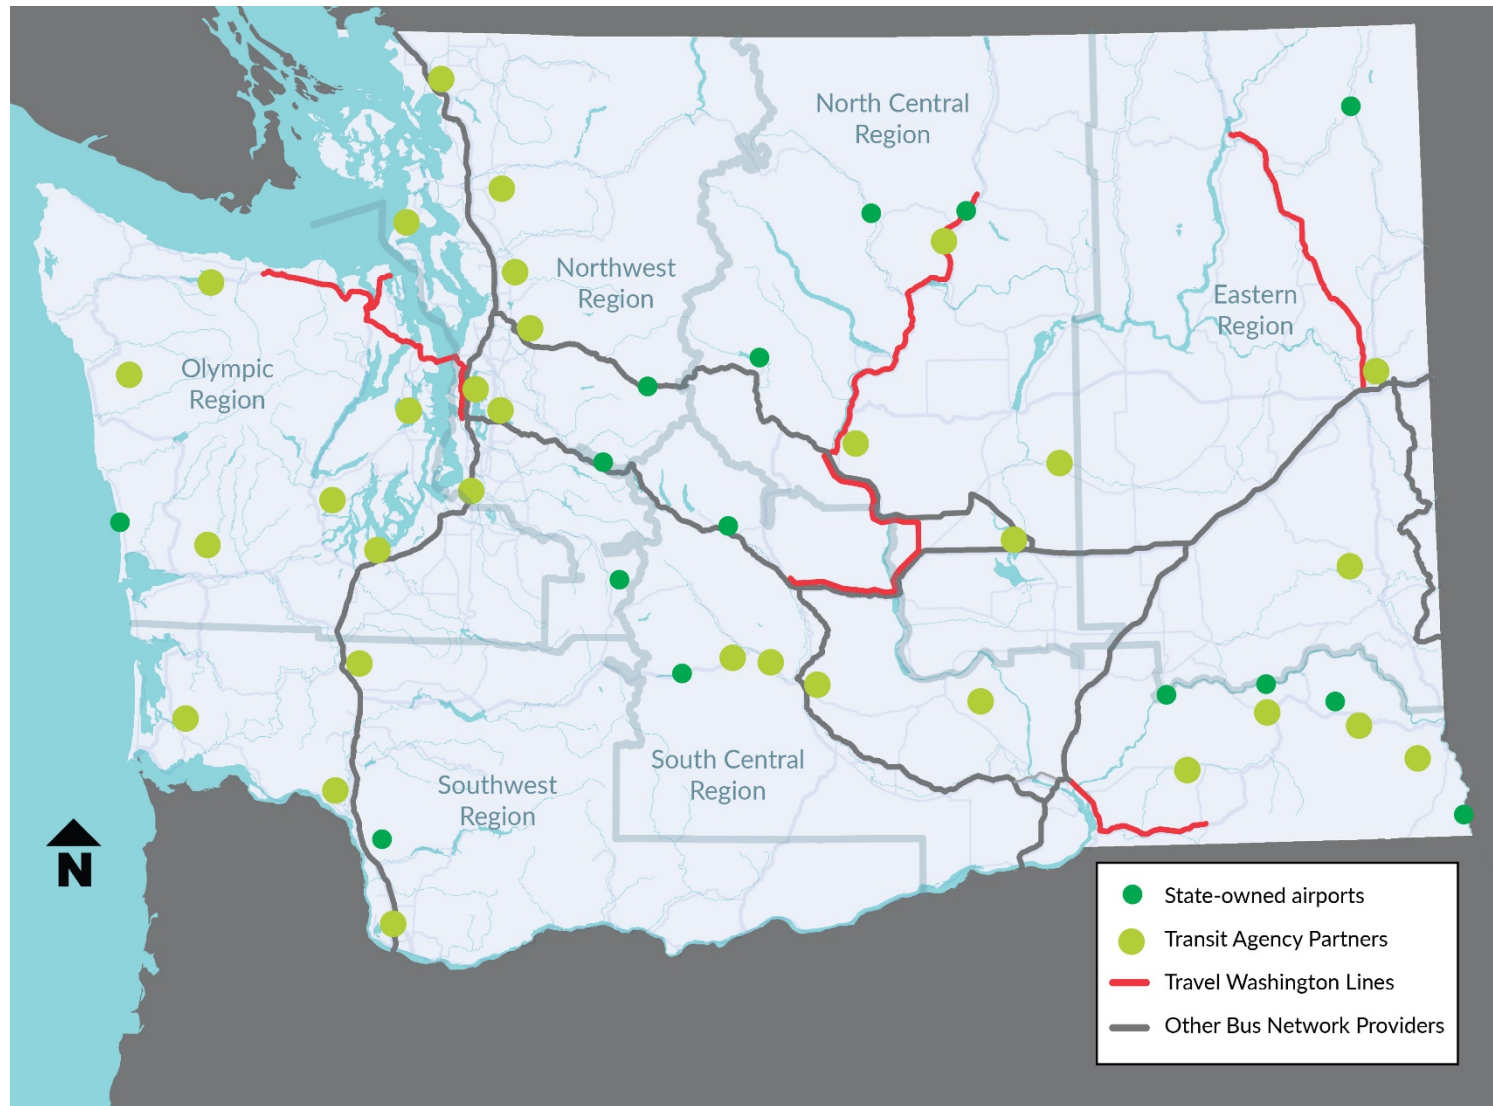 North Central
Region
Northwest
Region
Eastern
Region
Olympic
Region
South Central
Region
Southwest
Region
N
State-owned airports
Transit Agency Partners
Travel Washington Lines
Other Bus Network Providers